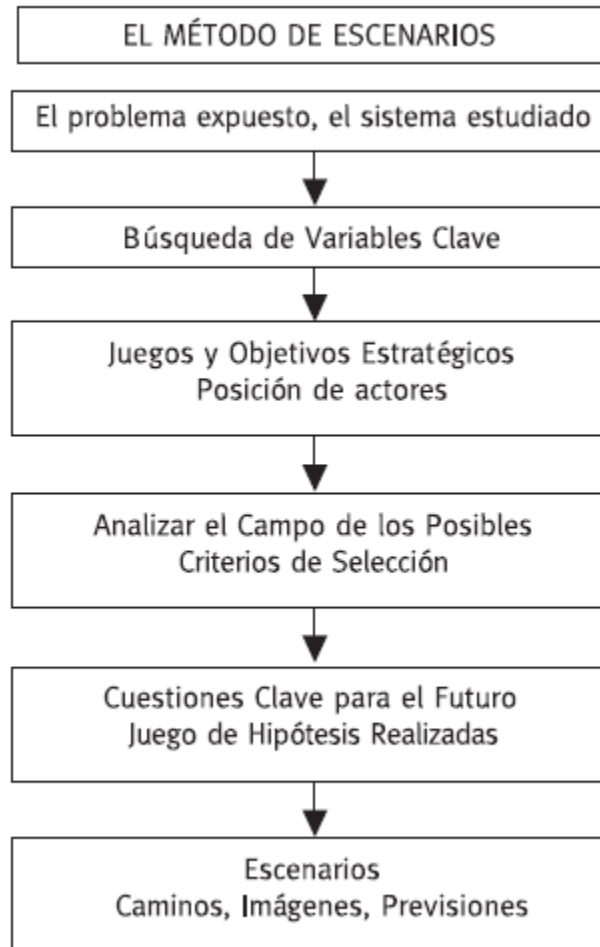 EL MÉTODO DE ESCENARIOS
El problema expuesto, el sistema estudiado
Búsqueda de Variables Clave
Juegos y Objetivos Estratégicos
Posición de actores
Analizar el Campo de los Posibles
Criterios de Selección
Cuestiones Clave para el Futuro
Juego de Hipótesis Realizadas
Escenarios
Caminos, Imágenes, Previsiones